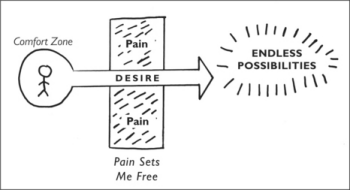 Comfort Zone
Pain
DESIRE
Pain
ENDLESS
POSSIBILITIES
Pain Sets
Me Free